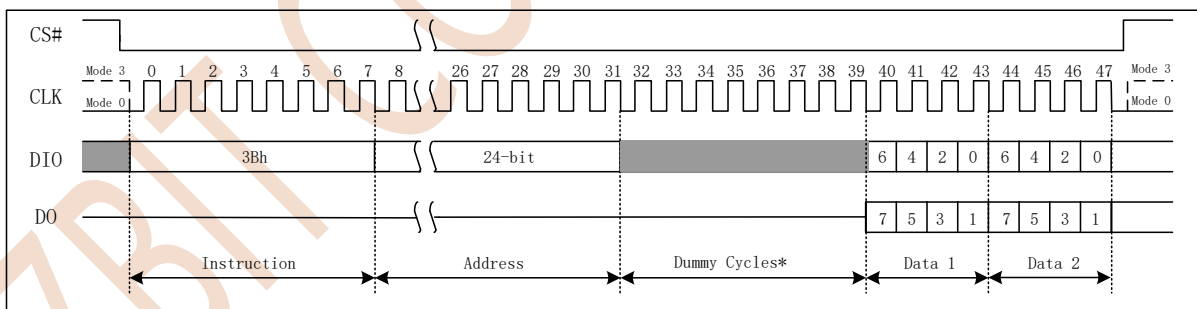 CS#
Mode 3 0 1 2 3 4 5 6 7 8 26 27 28 29 30 31 32 33 34 35 36 37 38 39 40 41 42 43 44 45 46 47 Mode 3
CLK
Mode 0 Mode 0
DIO 3Bh 24-bit 6 4 2 0 6 4 2 0
DO 7 5 3 1 7 5 3 1
Instruction Address Dummy Cycles* Data 1 Data 2
ZBIT CO